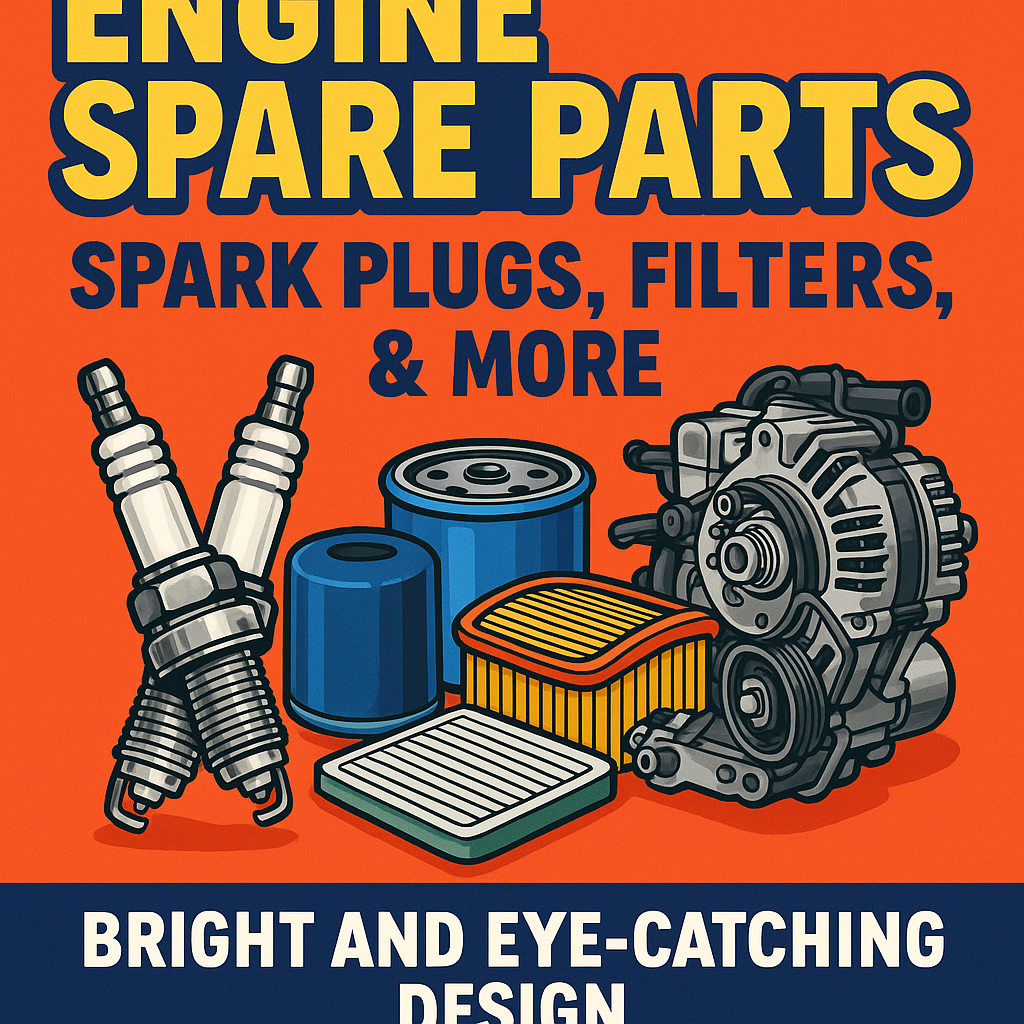 ENGINE
SPARE PARTS
SPARK PLUGS, FILTERS,
& MORE
BRIGHT AND EYE-CATCHING
DESIGN